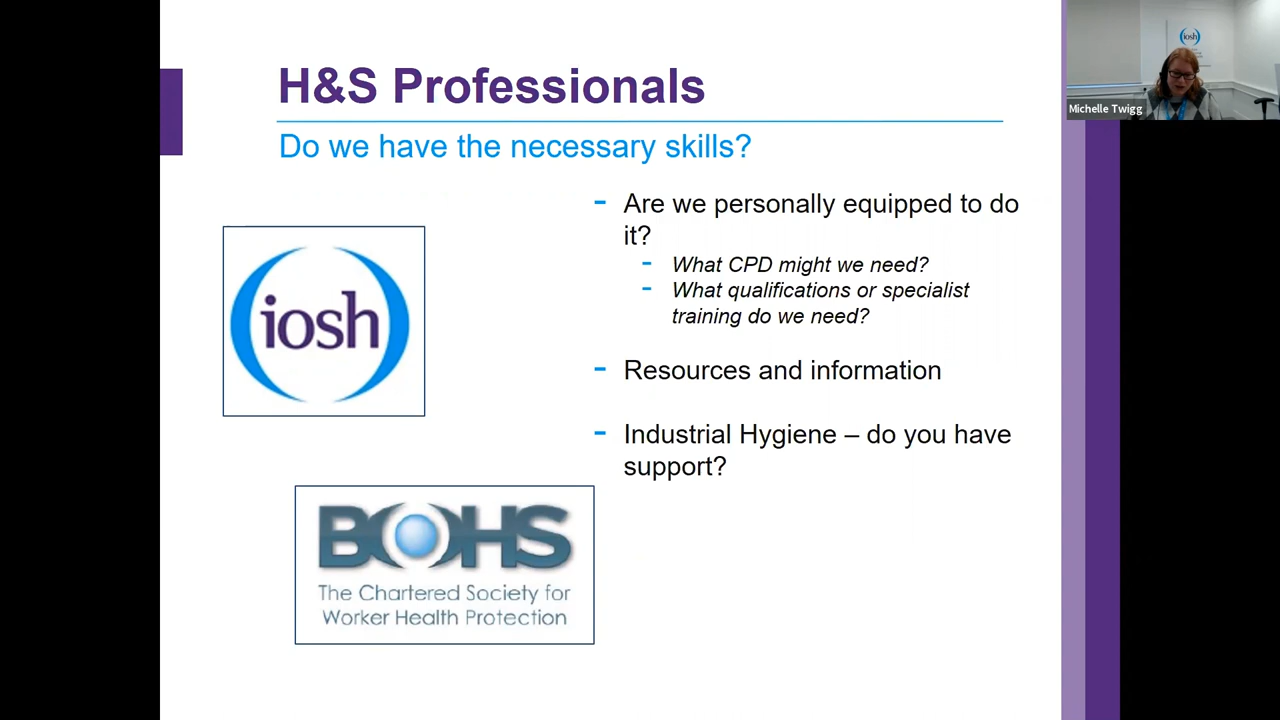 H&S Professionals
Do we have the necessary skills?
- Are we personally equipped to do
it?
- What CPD might we need?
- What qualifications or specialist
training do we need?
- Resources and information
- Industrial Hygiene – do you have
support?
iosh
BOHS
The Chartered Society for
Worker Health Protection
iosh
Michelle Twigg